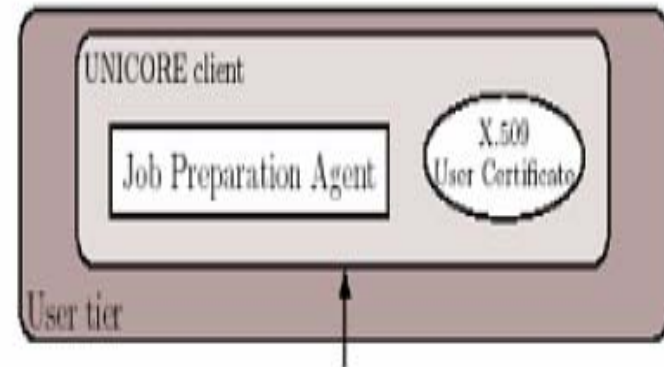 UNICORE client
Job Preparation Agent
X.509
User Certificate
User tier